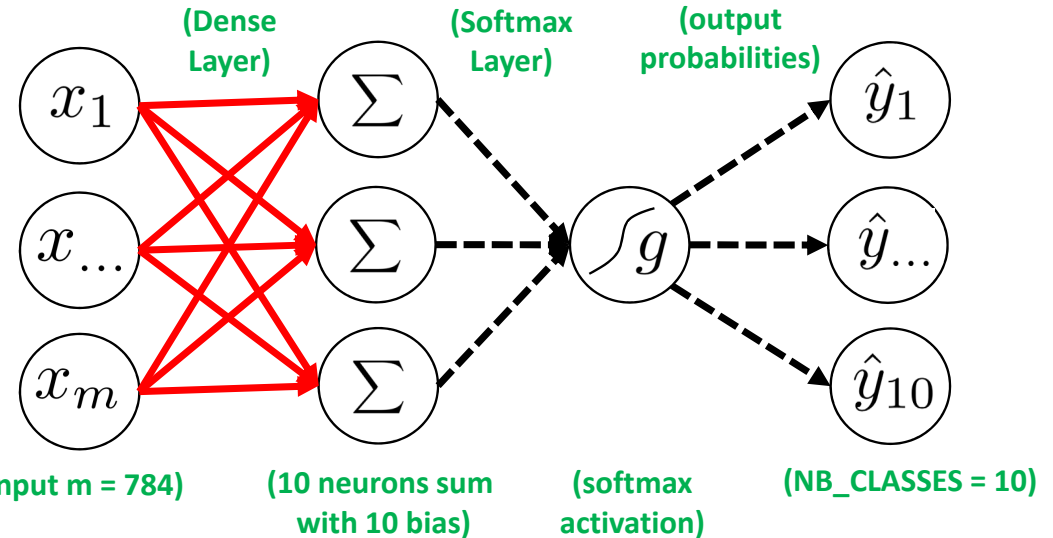 (Dense
Layer)
(Softmax
Layer)
(output
probabilities)
x₁
∑
ŷ₁
x...
∑
g
ŷ...
xₘ
∑
ŷ₁₀
nput m = 784)
(10 neurons sum
with 10 bias)
(softmax
activation)
(NB_CLASSES = 10)